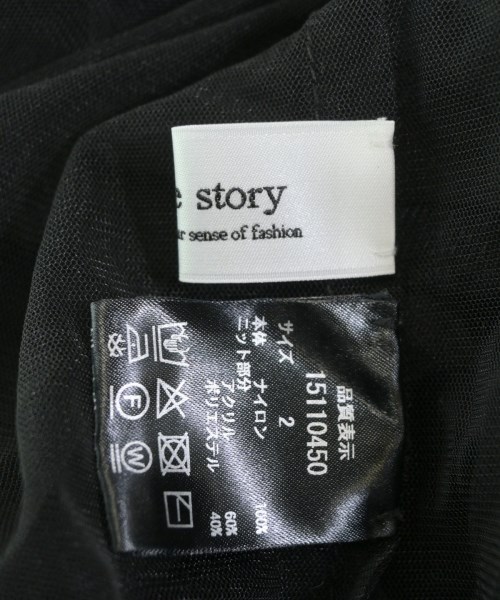 e story
ur sense of fashion
品質表示
15110450
サイズ 2
本体 ナイロン 100%
ニット部分 アクリル 60%
ポリエステル 40%
F
W